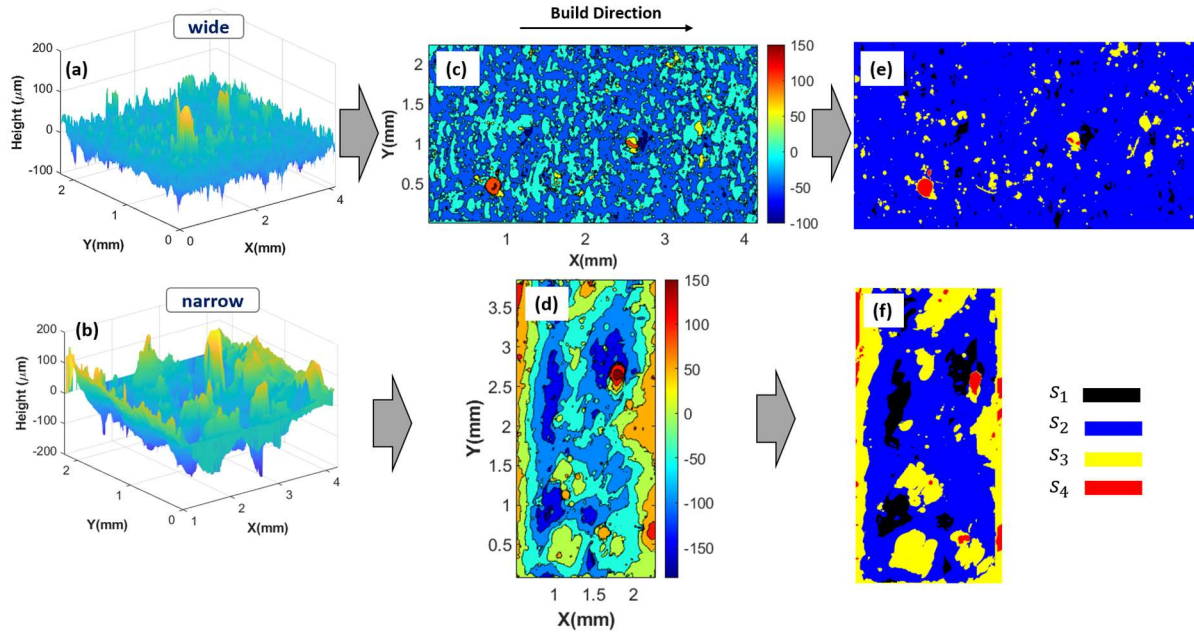 Build Direction
wide
(a)
200
100
0
-100
Height (μm)
2
1
0
Y(mm)
0
2
4
X(mm)
(c)
2
1.5
1
0.5
Y(mm)
1
2
3
4
X(mm)
150
100
50
0
-50
-100
(e)
narrow
(b)
200
100
0
-100
-200
Height (μm)
2
1
0
Y(mm)
1
2
3
4
X(mm)
(d)
3.5
3
2.5
2
1.5
1
0.5
Y(mm)
1
1.5
2
X(mm)
150
100
50
0
-50
-100
-150
(f)
S1
S2
S3
S4